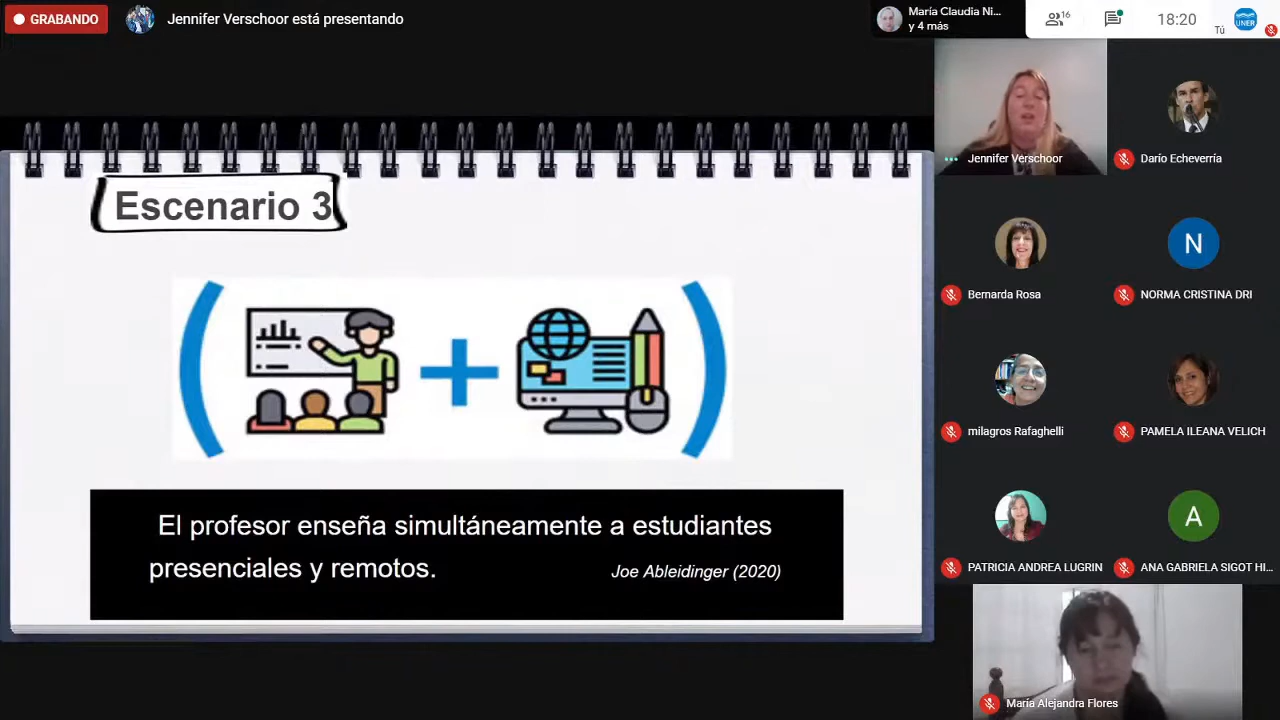 GRABANDO
Jennifer Verschoor está presentando
María Claudia Ni...
y 4 más
16
18:20
Tú
UNER
Escenario 3
El profesor enseña simultáneamente a estudiantes
presenciales y remotos.
Joe Ableidinger (2020)
Jennifer Verschoor
Darío Echeverría
Bernarda Rosa
N
NORMA CRISTINA DRI
milagros Rafaghelli
PAMELA ILEANA VELICH
PATRICIA ANDREA LUGRIN
A
ANA GABRIELA SIGOT HI...
María Alejandra Flores